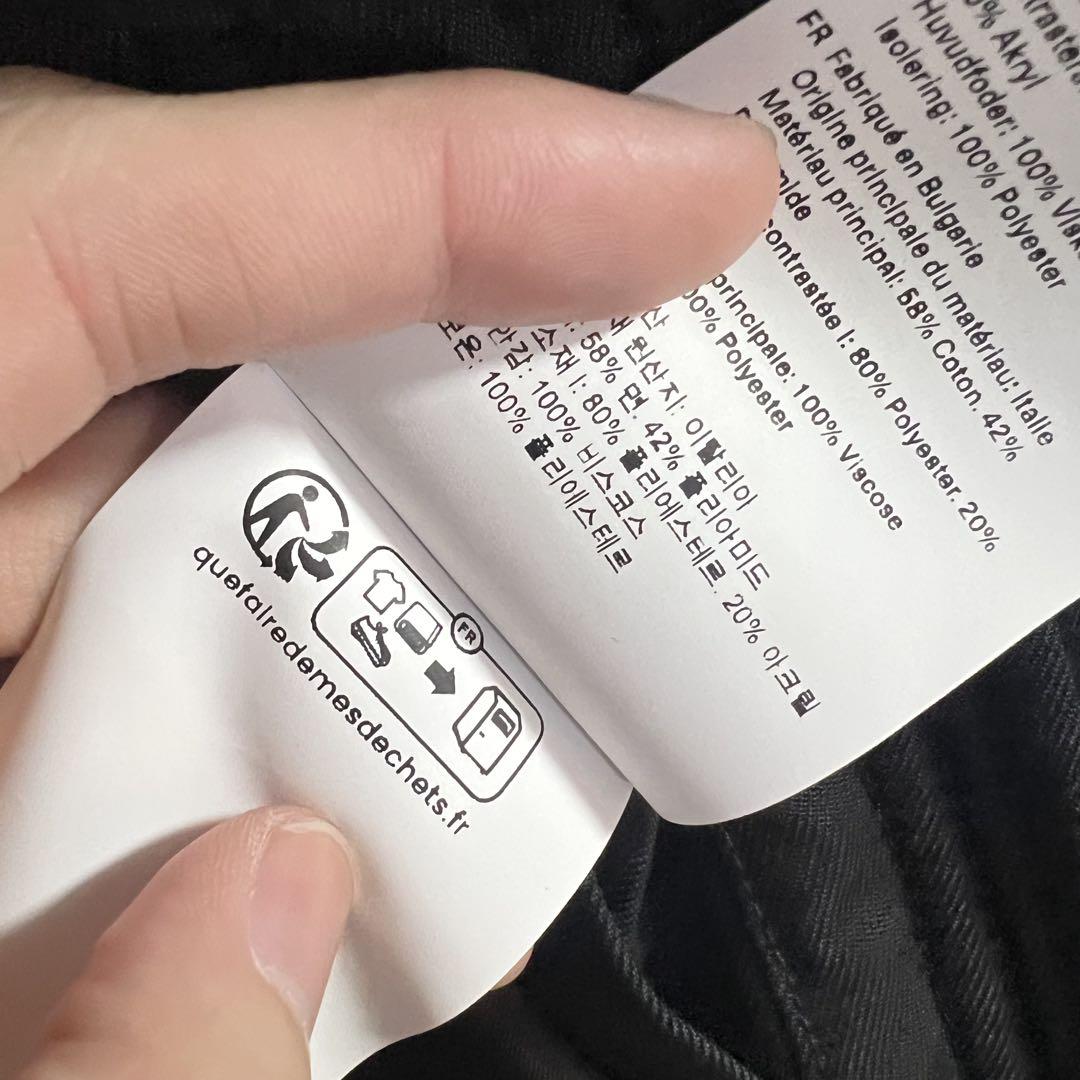 % Akryl
Huvudfoder: 100%
Isolering: 100% Polyester
FR Fabriqué en Bulgarie
Origine principale du matériau: Italie
Matériau principal: 58% Coton. 42%
contrastée I: 80% Polyester. 20%
principale: 100% Viscose
Polyester
원산지: 이탈리아
58% 면. 42% 폴리아미드
소재 I: 80% 폴리에스테르. 20% 아크릴
안감: 100% 비스코스
100% 폴리에스테르
FR
quefairedemesdechets.fr